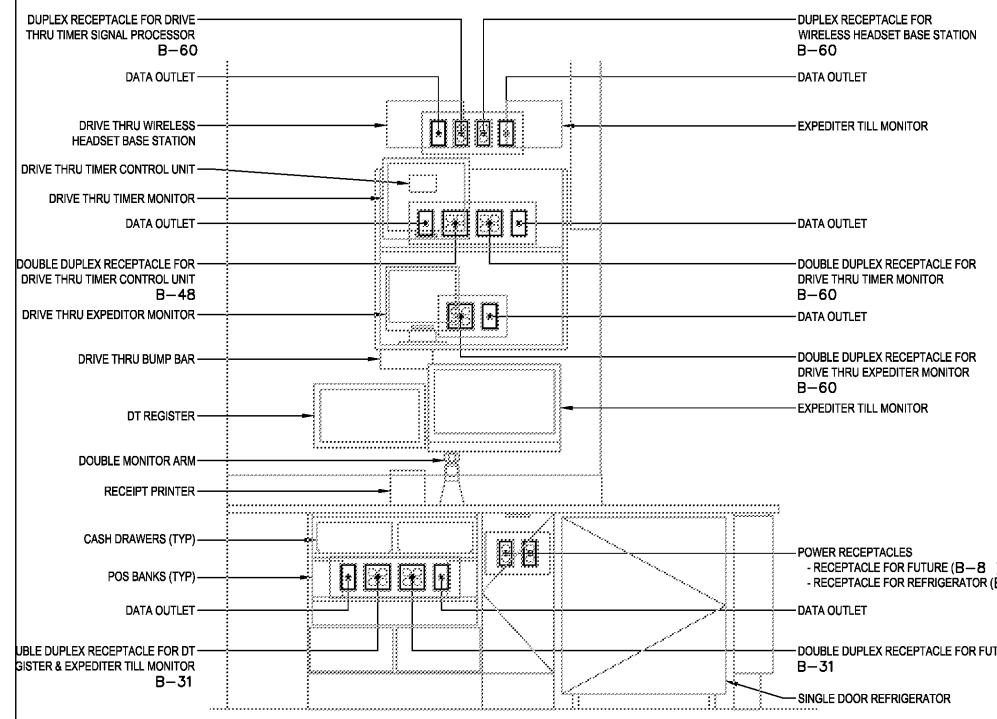 DUPLEX RECEPTACLE FOR DRIVE
THRU TIMER SIGNAL PROCESSOR
B-60
DATA OUTLET
DRIVE THRU WIRELESS
HEADSET BASE STATION
DRIVE THRU TIMER CONTROL UNIT
DRIVE THRU TIMER MONITOR
DATA OUTLET
DOUBLE DUPLEX RECEPTACLE FOR
DRIVE THRU TIMER CONTROL UNIT
B-48
DRIVE THRU EXPEDITOR MONITOR
DRIVE THRU BUMP BAR
DT REGISTER
DOUBLE MONITOR ARM
RECEIPT PRINTER
CASH DRAWERS (TYP)
POS BANKS (TYP)
DATA OUTLET
UBLE DUPLEX RECEPTACLE FOR DT
GISTER & EXPEDITER TILL MONITOR
B-31
DUPLEX RECEPTACLE FOR
WIRELESS HEADSET BASE STATION
B-60
DATA OUTLET
EXPEDITER TILL MONITOR
DATA OUTLET
DOUBLE DUPLEX RECEPTACLE FOR
DRIVE THRU TIMER MONITOR
B-60
DATA OUTLET
DOUBLE DUPLEX RECEPTACLE FOR
DRIVE THRU EXPEDITER MONITOR
B-60
EXPEDITER TILL MONITOR
POWER RECEPTACLES
- RECEPTACLE FOR FUTURE (B-8
- RECEPTACLE FOR REFRIGERATOR (
DATA OUTLET
DOUBLE DUPLEX RECEPTACLE FOR FUT
B-31
SINGLE DOOR REFRIGERATOR